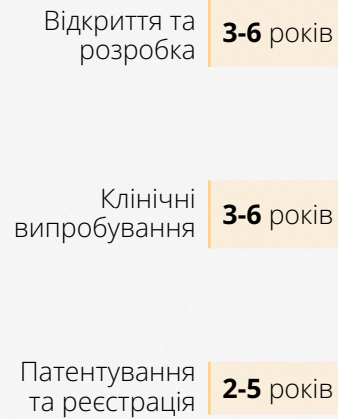 Відкриття та
розробка
3-6 років
Клінічні
випробування
3-6 років
Патентування
та реєстрація
2-5 років